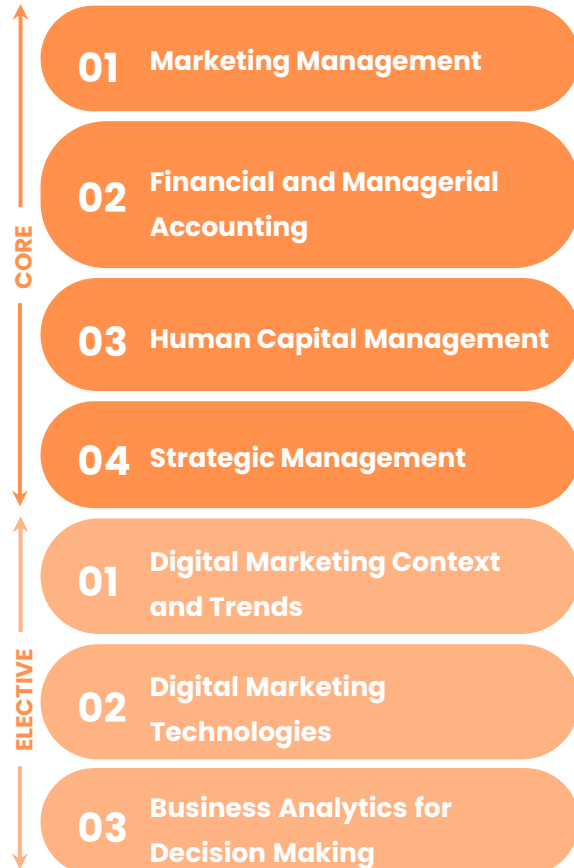 CORE
01 Marketing Management
02 Financial and Managerial
Accounting
03 Human Capital Management
04 Strategic Management
ELECTIVE
01 Digital Marketing Context
and Trends
02 Digital Marketing
Technologies
03 Business Analytics for
Decision Making